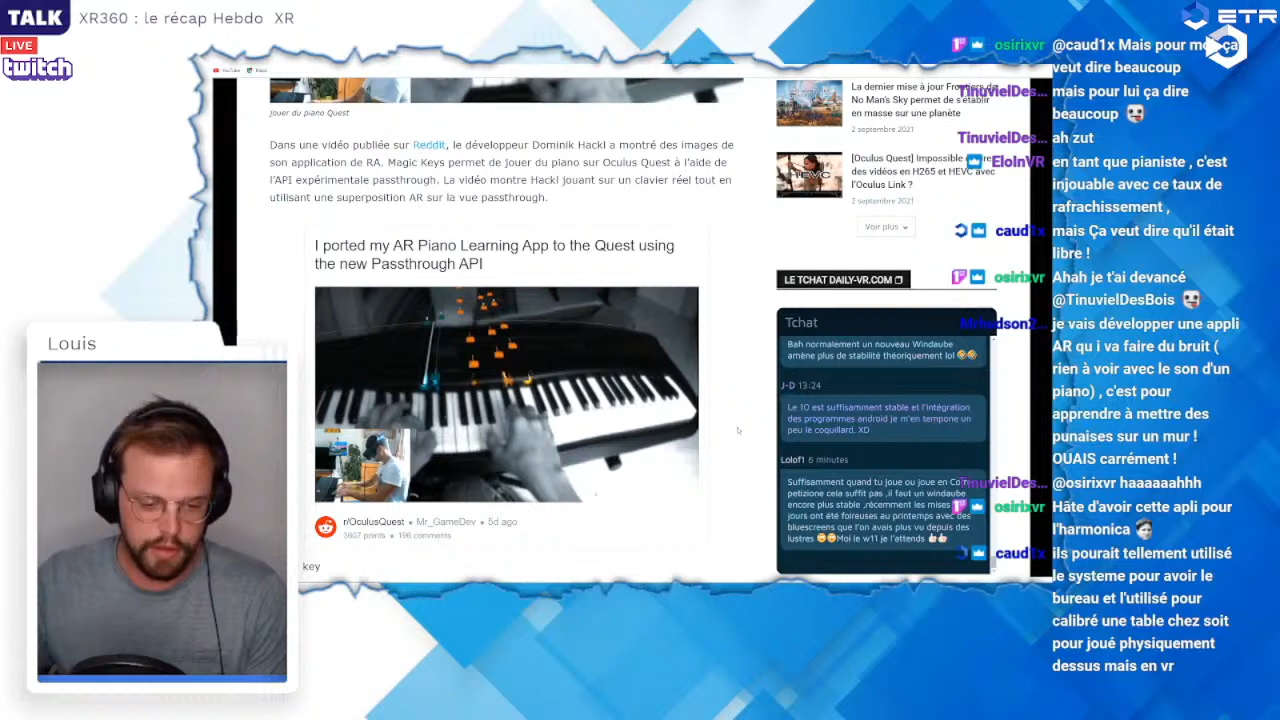 TALK XR360 : le récap Hebdo XR
LIVE
twitch
ETR
YouTube
Jouer du piano Quest
Dans une vidéo publiée sur Reddit, le développeur Dominik Hackl a montré des images de
son application de RA. Magic Keys permet de jouer du piano sur Oculus Quest à l'aide de
l'API expérimentale passthrough. La vidéo montre Hackl jouant sur un clavier réel tout en
utilisant une superposition AR sur la vue passthrough.
I ported my AR Piano Learning App to the Quest using
the new Passthrough API
r/OculusQuest • Mr_GameDev • 5d ago
3607 points • 196 comments
key
La dernier mise à jour Frontiers de
No Man's Sky permet de s'établir
en masse sur une planète
2 septembre 2021
[Oculus Quest] Impossible
des vidéos en H265 et HEVC avec
l'Oculus Link ?
2 septembre 2021
HEVC
Voir plus
LE TCHAT DAILY-VR.COM
Tchat
Bah normalement un nouveau Windaube
amène plus de stabilité théoriquement lol 🤣🤣
J-D 13:24
Le 10 est suffisamment stable et l'intégration
des programmes android je m'en tempone un
peu le coquillard. XD
Lolof1 6 minutes
Suffisamment quand tu joue ou joue en
petizione cela suffit pas ,il faut un windaube
encore plus stable ,récemment les mises
jours ont été foireuses au printemps avec des
bluescreens que l'on avais plus vu depuis des
lustres 🙄🙄Moi le w11 je l'attends 👍👍
Louis
osirixvr @caud1x Mais pour moi ça
veut dire beaucoup
TinuvielDes... mais pour lui ça dire
beaucoup
TinuvielDes... ah zut
EloInVR en tant que pianiste , c'est
injouable avec ce taux de
rafrachissement ,
caud1x mais Ça veut dire qu'il était
libre !
osirixvr Ahah je t'ai devancé
@TinuvielDesBois
je vais développer une appli
AR qu i va faire du bruit (
rien à voir avec le son d'un
piano) , c'est pour
apprendre à mettre des
punaises sur un mur !
OUAIS carrément !
TinuvielDes... @osirixvr haaaaaahhh
osirixvr Hâte d'avoir cette apli pour
l'harmonica
caud1x ils pourait tellement utilisé
le systeme pour avoir le
bureau et l'utilisé pour
calibré une table chez soit
pour joué physiquement
dessus mais en vr